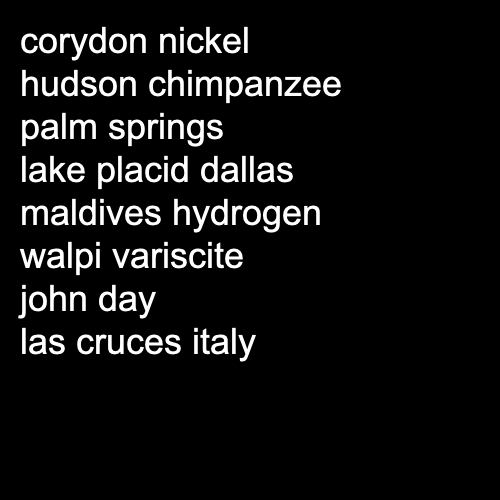 corydon nickel
hudson chimpanzee
palm springs
lake placid dallas
maldives hydrogen
walpi variscite
john day
las cruces italy